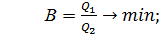 B = Q₁/Q₂ → min;